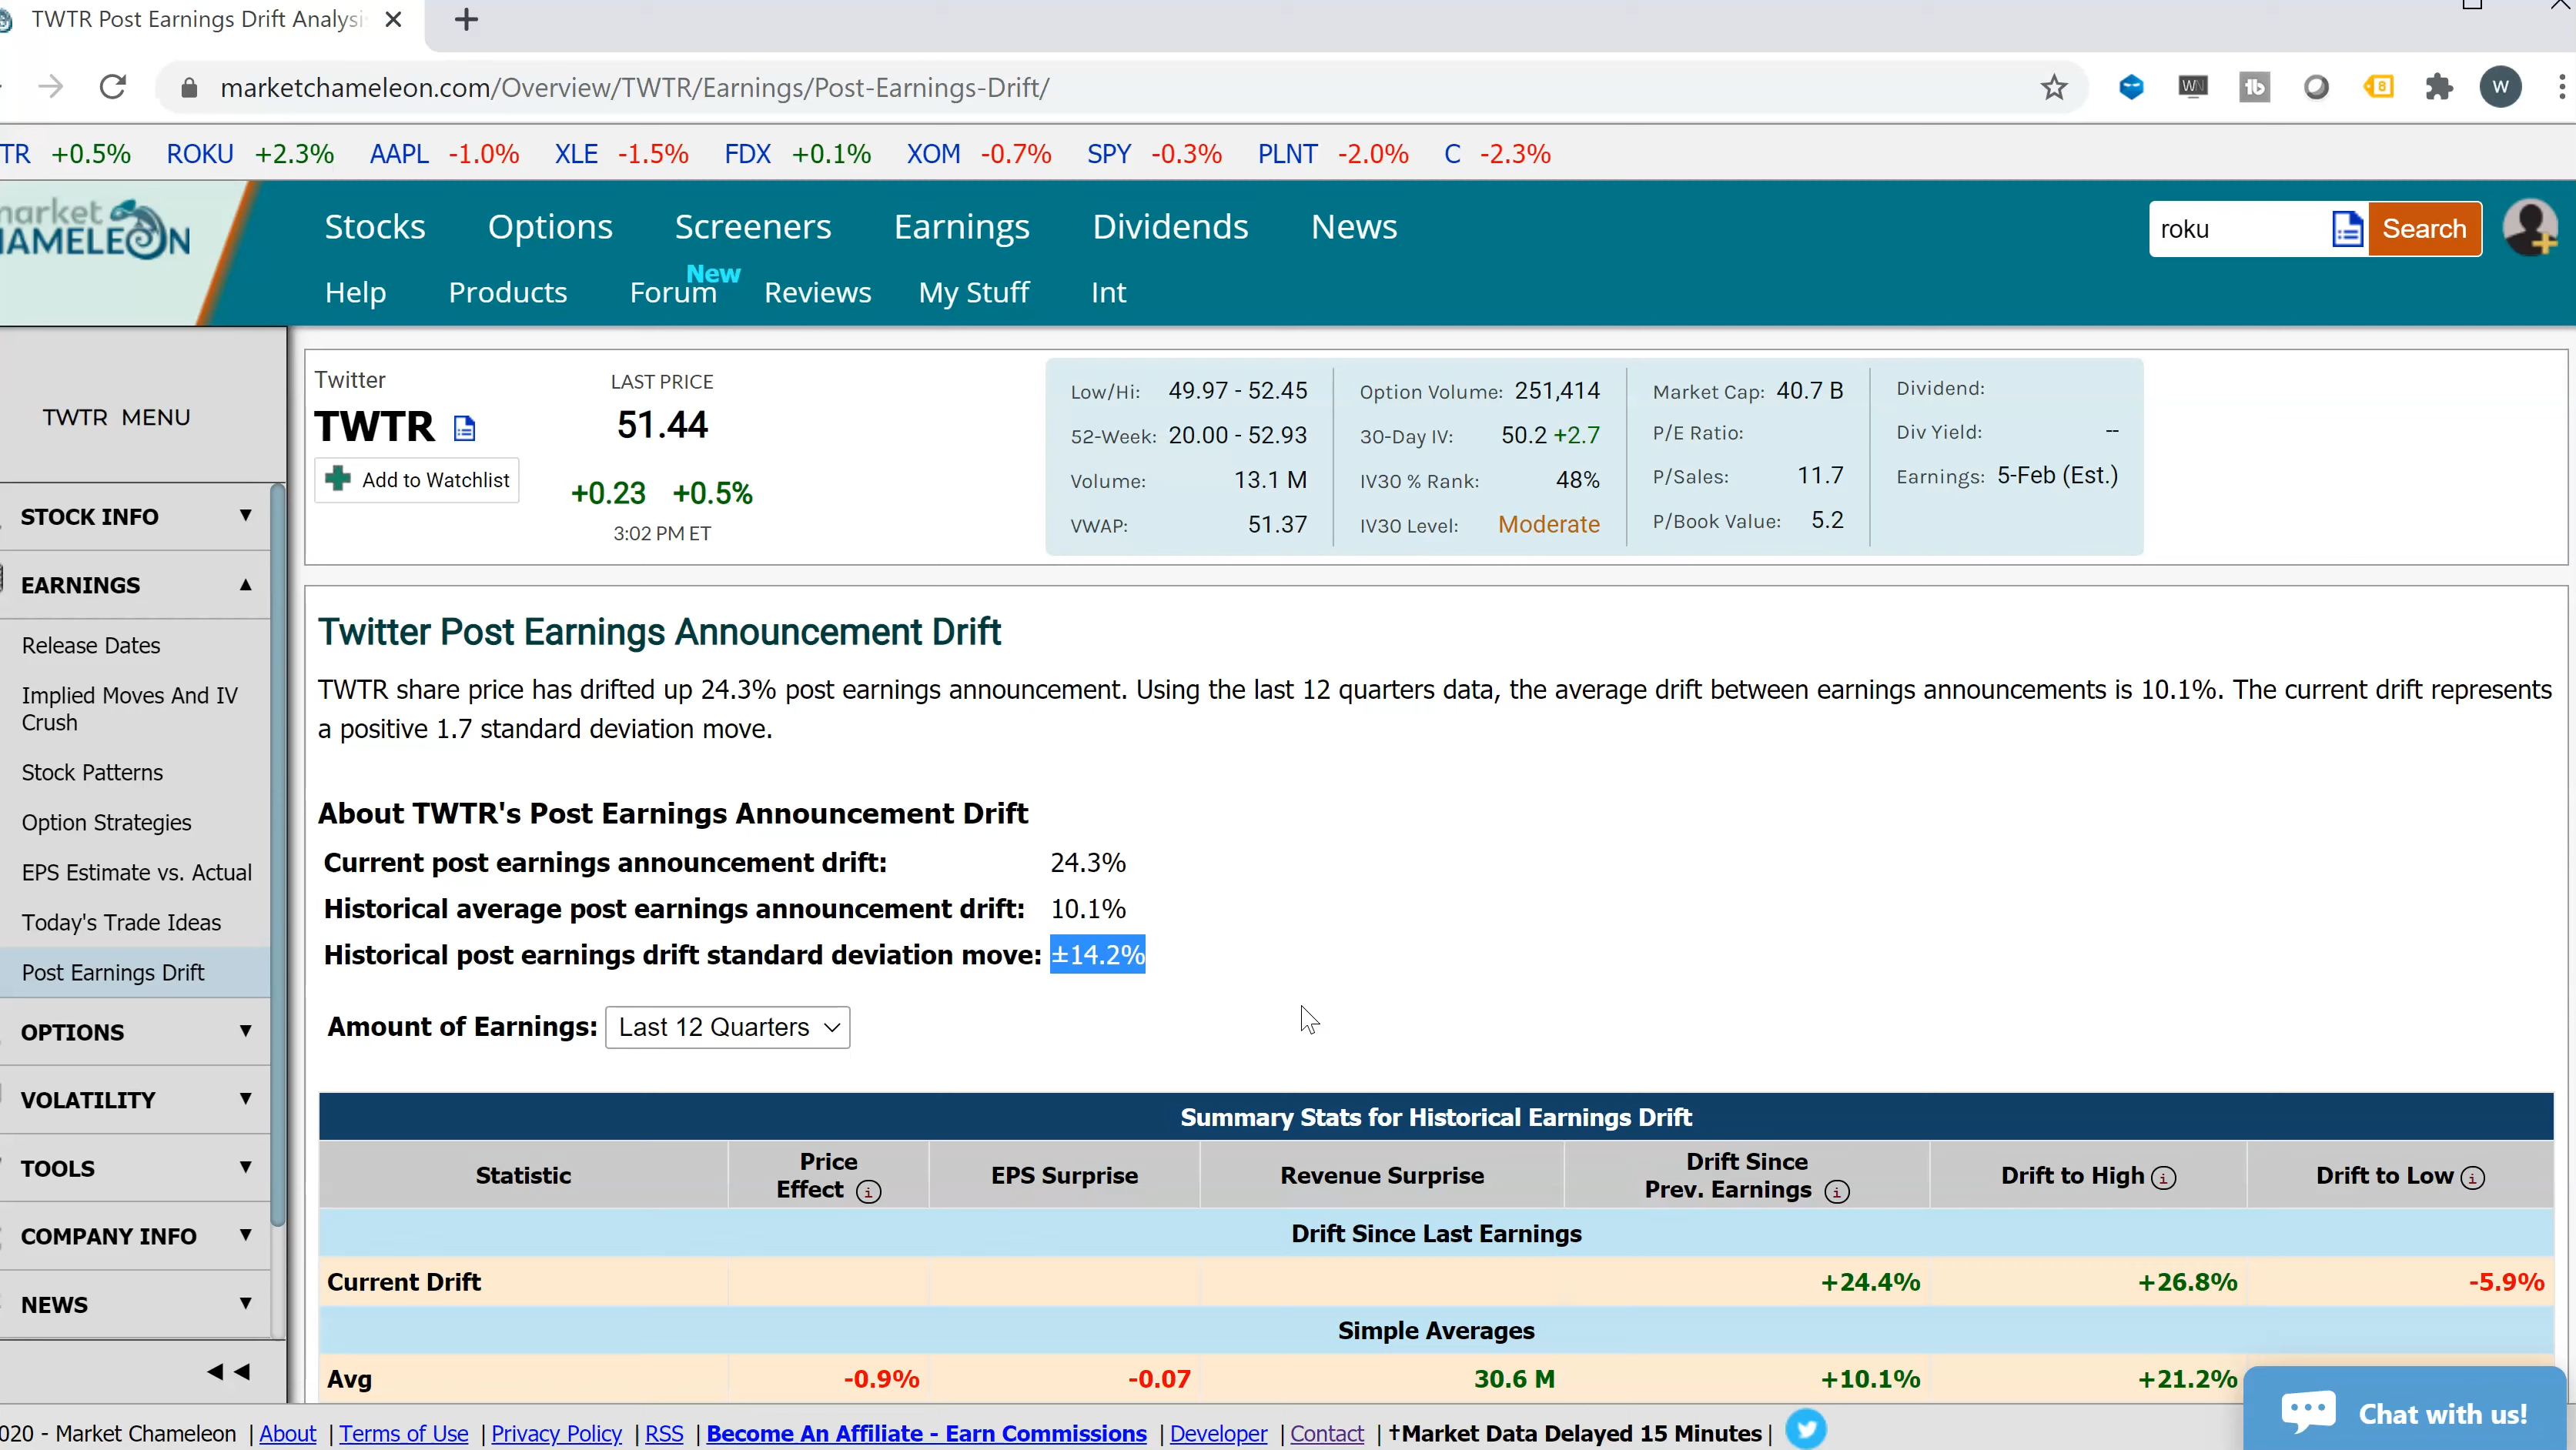 TWTR Post Earnings Drift Analysi
marketchameleon.com/Overview/TWTR/Earnings/Post-Earnings-Drift/
W
TR +0.5% ROKU +2.3% AAPL -1.0% XLE -1.5% FDX +0.1% XOM -0.7% SPY -0.3% PLNT -2.0% C -2.3%
market
HAMELEON
Stocks Options Screeners Earnings Dividends News
roku Search
New
Help Products Forum Reviews My Stuff Int
TWTR MENU
STOCK INFO
EARNINGS
Release Dates
Implied Moves And IV
Crush
Stock Patterns
Option Strategies
EPS Estimate vs. Actual
Today's Trade Ideas
Post Earnings Drift
OPTIONS
VOLATILITY
TOOLS
COMPANY INFO
NEWS
Twitter LAST PRICE
TWTR 51.44
Add to Watchlist
+0.23 +0.5%
3:02 PM ET
Low/Hi: 49.97 - 52.45 Option Volume: 251,414 Market Cap: 40.7 B Dividend:
52-Week: 20.00 - 52.93 30-Day IV: 50.2 +2.7 P/E Ratio: Div Yield: --
Volume: 13.1 M IV30 % Rank: 48% P/Sales: 11.7 Earnings: 5-Feb (Est.)
VWAP: 51.37 IV30 Level: Moderate P/Book Value: 5.2
Twitter Post Earnings Announcement Drift
TWTR share price has drifted up 24.3% post earnings announcement. Using the last 12 quarters data, the average drift between earnings announcements is 10.1%. The current drift represents
a positive 1.7 standard deviation move.
About TWTR's Post Earnings Announcement Drift
Current post earnings announcement drift: 24.3%
Historical average post earnings announcement drift: 10.1%
Historical post earnings drift standard deviation move: ±14.2%
Amount of Earnings: Last 12 Quarters
Summary Stats for Historical Earnings Drift
Statistic Price Effect EPS Surprise Revenue Surprise Drift Since Prev. Earnings Drift to High Drift to Low
Drift Since Last Earnings
Current Drift +24.4% +26.8% -5.9%
Simple Averages
Avg -0.9% -0.07 30.6 M +10.1% +21.2%
Chat with us!
020 - Market Chameleon | About | Terms of Use | Privacy Policy | RSS | Become An Affiliate - Earn Commissions | Developer | Contact | †Market Data Delayed 15 Minutes |